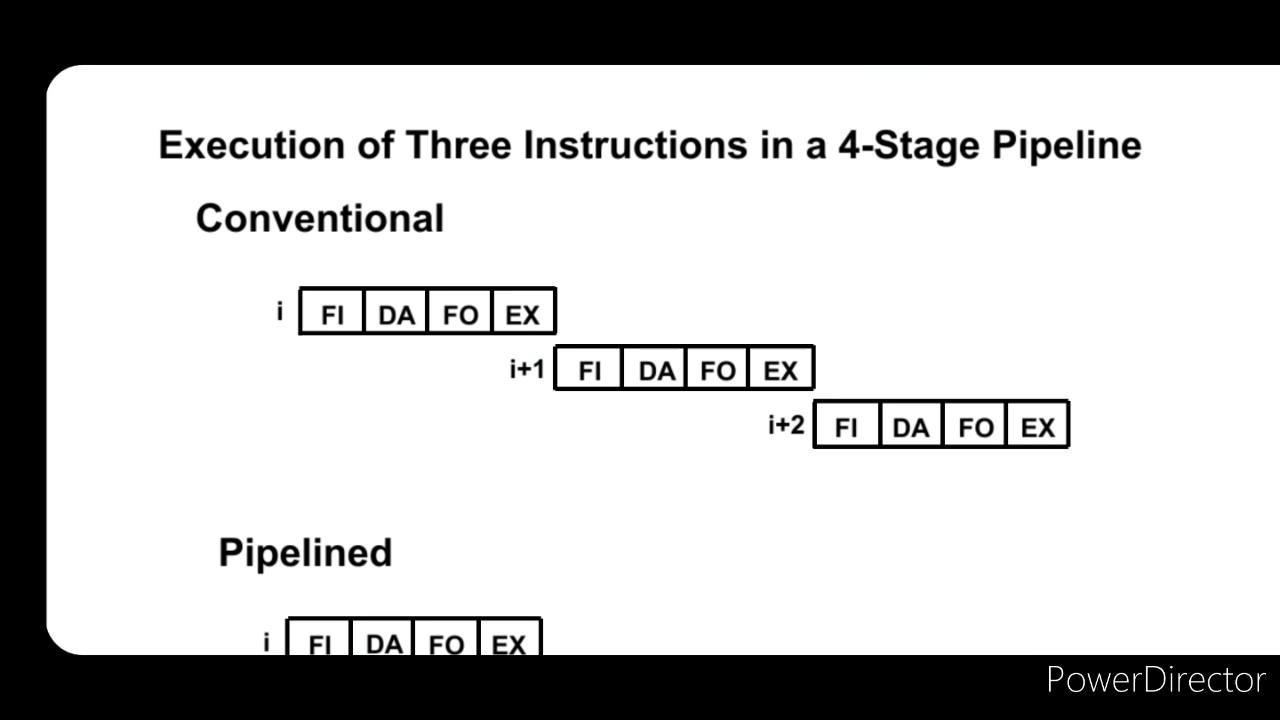 Execution of Three Instructions in a 4-Stage Pipeline
Conventional
i FI DA FO EX
i+1 FI DA FO EX
i+2 FI DA FO EX
Pipelined
i FI DA FO EX
PowerDirector